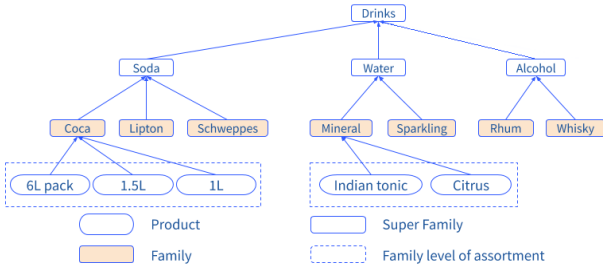 Drinks
Soda Water Alcohol
Coca Lipton Schweppes Mineral Sparkling Rhum Whisky
6L pack 1.5L 1L Indian tonic Citrus
Product Super Family
Family Family level of assortment